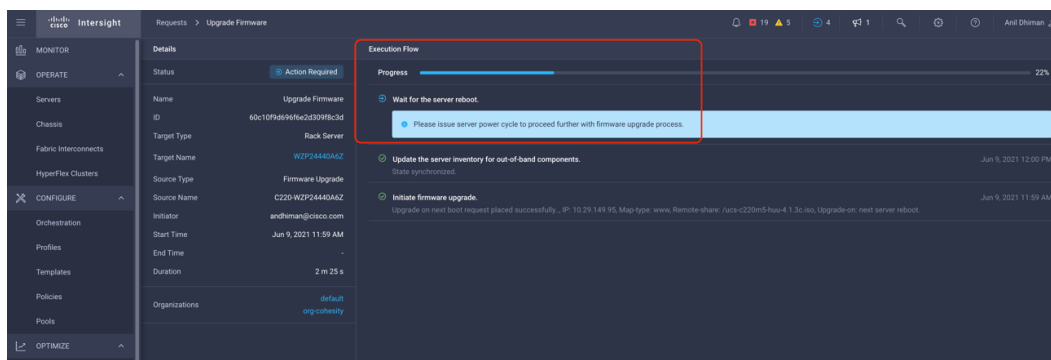 CISCO Intersight
Requests > Upgrade Firmware
19 5 4 1
Anil Dhiman
MONITOR
OPERATE
Servers
Chassis
Fabric Interconnects
HyperFlex Clusters
CONFIGURE
Orchestration
Profiles
Templates
Policies
Pools
OPTIMIZE
Details
Status Action Required
Name Upgrade Firmware
ID 60c10f9d696f6e2d309f8c3d
Target Type Rack Server
Target Name WZP24440A6Z
Source Type Firmware Upgrade
Source Name C220-WZP24440A6Z
Initiator andhiman@cisco.com
Start Time Jun 9, 2021 11:59 AM
End Time -
Duration 2 m 25 s
Organizations default
org-cohesity
Execution Flow
Progress 22%
Wait for the server reboot.
Please issue server power cycle to proceed further with firmware upgrade process.
Update the server inventory for out-of-band components. Jun 9, 2021 12:00 PM
State synchronized.
Initiate firmware upgrade. Jun 9, 2021 11:59 AM
Upgrade on next boot request placed successfully., IP: 10.29.149.95, Map-type: www, Remote-share: /ucs-c220m5-huu-4.1.3c.iso, Upgrade-on: next server reboot.